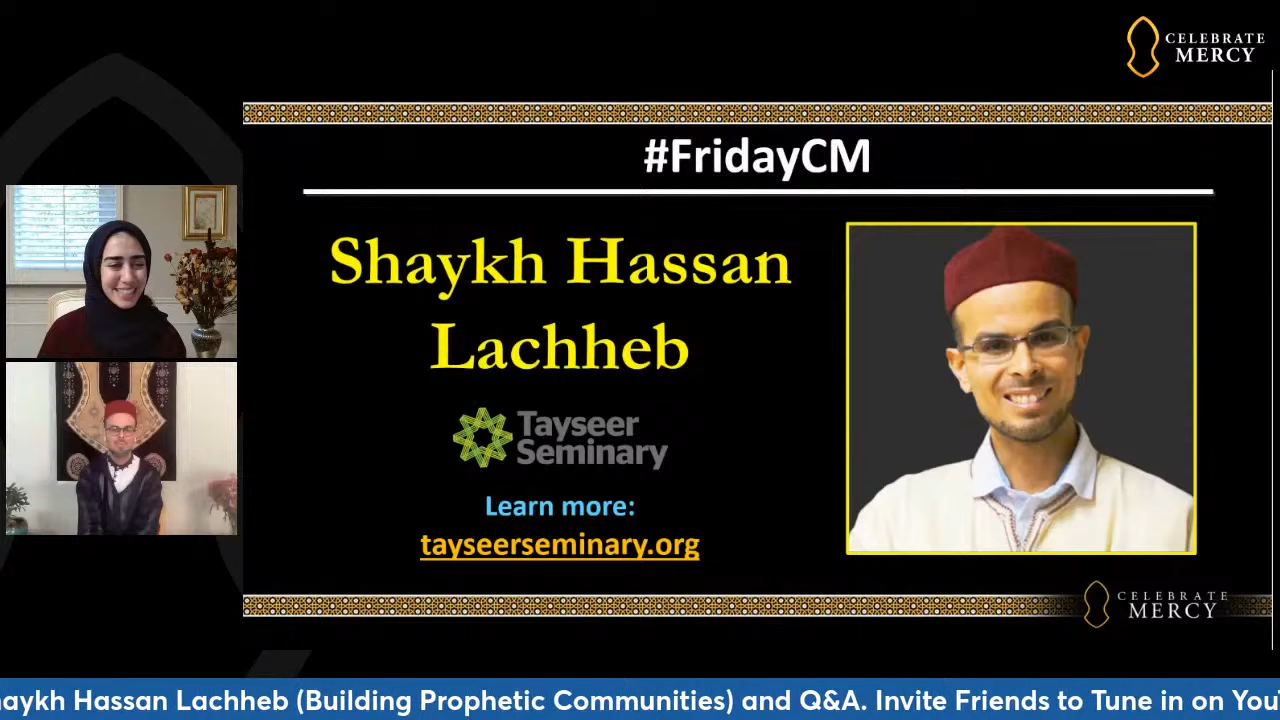 CELEBRATE
MERCY
#FridayCM
Shaykh Hassan
Lachheb
Tayseer
Seminary
Learn more:
tayseerseminary.org
CELEBRATE
MERCY
aykh Hassan Lachheb (Building Prophetic Communities) and Q&A. Invite Friends to Tune in on You